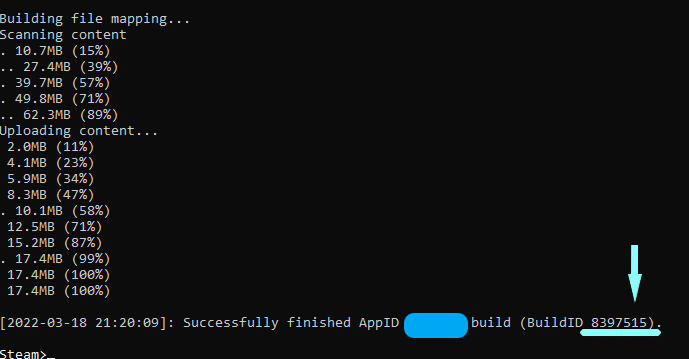 Building file mapping...
Scanning content
. 10.7MB (15%)
.. 27.4MB (39%)
. 39.7MB (57%)
. 49.8MB (71%)
.. 62.3MB (89%)
Uploading content...
2.0MB (11%)
4.1MB (23%)
5.9MB (34%)
8.3MB (47%)
. 10.1MB (58%)
12.5MB (71%)
15.2MB (87%)
. 17.4MB (99%)
17.4MB (100%)
17.4MB (100%)
[2022-03-18 21:20:09]: Successfully finished AppID build (BuildID 8397515).
Steam>_